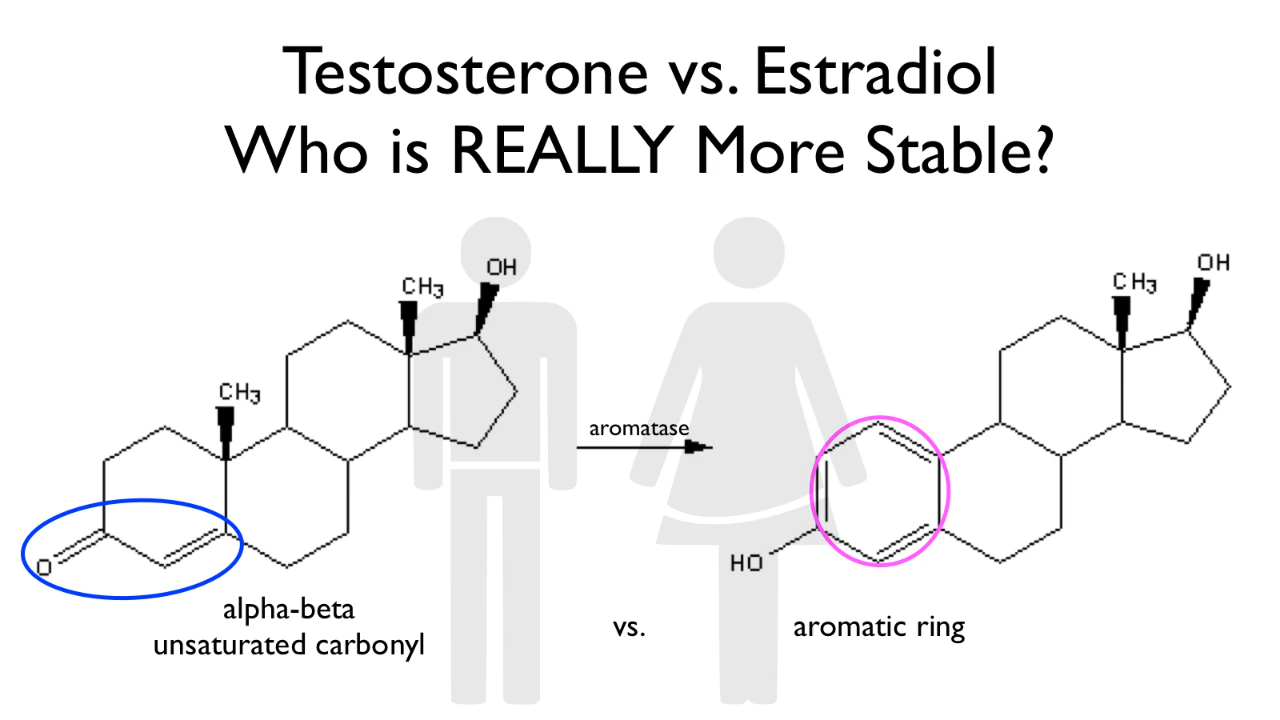 Testosterone vs. Estradiol
Who is REALLY More Stable?
OH
CH3
CH3
O
alpha-beta
unsaturated carbonyl
aromatase
vs.
OH
CH3
HO
aromatic ring